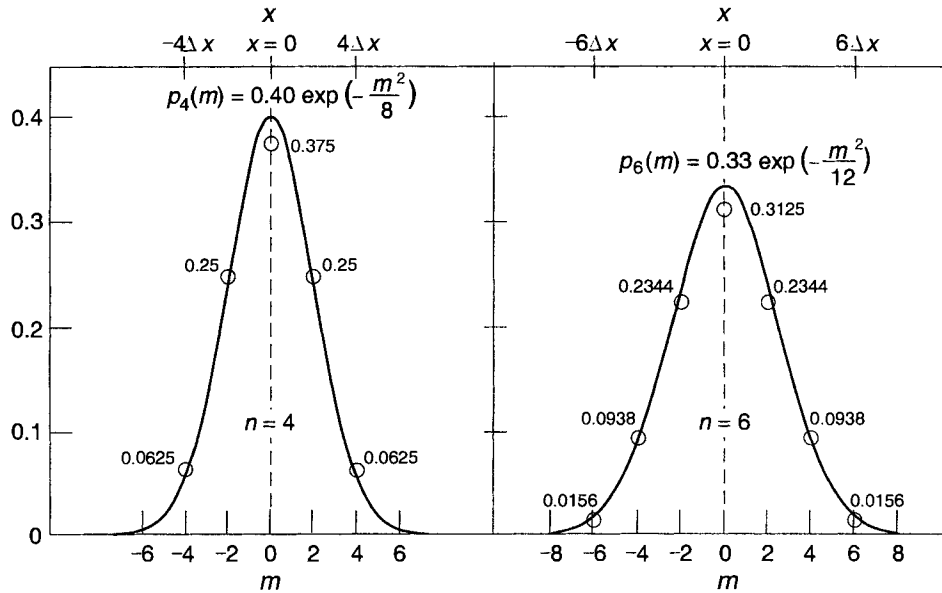 x
x
−4Δx x = 0 4Δx
−6Δx x = 0 6Δx
p₄(m) = 0.40 exp (−m²/8)
p₆(m) = 0.33 exp (−m²/12)
0.4
0.3
0.2
0.1
0
0.375
0.25
0.25
0.0625
0.0625
n = 4
0.3125
0.2344
0.2344
0.0938
0.0938
0.0156
0.0156
n = 6
−6 −4 −2 0 2 4 6
−8 −6 −4 −2 0 2 4 6 8
m
m